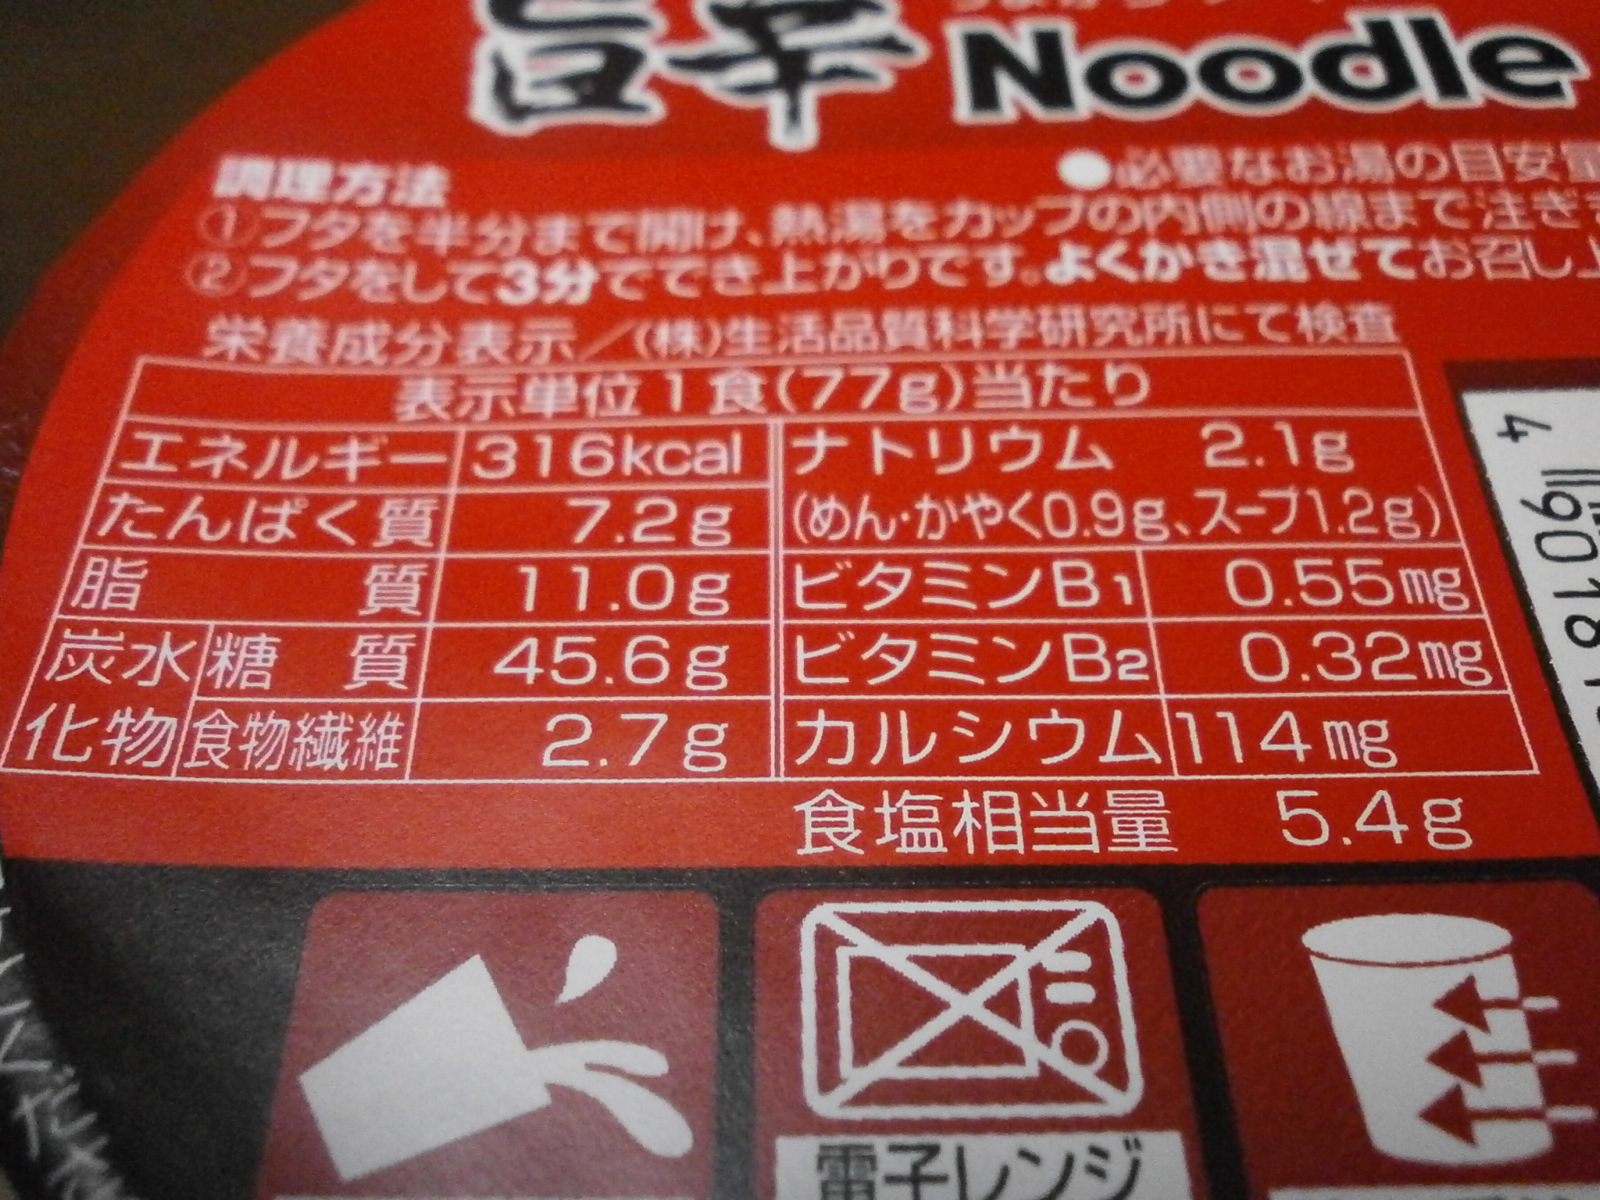 旨辛 Noodle
調理方法
●必要なお湯の目安量
①フタを半分まで開け、熱湯をカップの内側の線まで注ぎ
②フタをして3分でできあがりです。よくかき混ぜてお召し上
栄養成分表示/(株)生活品質科学研究所にて検査
表示単位1食(77g)当たり
エネルギー 316kcal
たんぱく質 7.2g
脂質 11.0g
炭水化物 糖質 45.6g
食物繊維 2.7g
ナトリウム 2.1g
(めん・かやく0.9g、スープ1.2g)
ビタミンB1 0.55mg
ビタミンB2 0.32mg
カルシウム 114mg
食塩相当量 5.4g
電子レンジ
4 901810